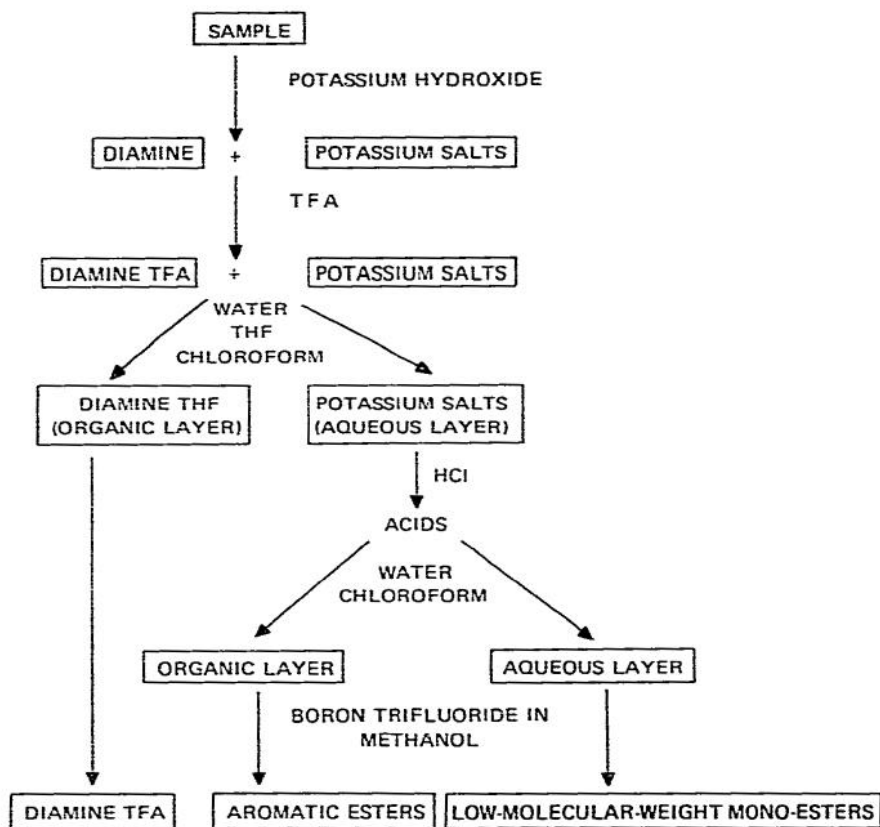 SAMPLE
POTASSIUM HYDROXIDE
DIAMINE ÷ POTASSIUM SALTS
TFA
DIAMINE TFA ÷ POTASSIUM SALTS
WATER
THF
CHLOROFORM
DIAMINE THF
(ORGANIC LAYER)
POTASSIUM SALTS
(AQUEOUS LAYER)
HCl
ACIDS
WATER
CHLOROFORM
ORGANIC LAYER
AQUEOUS LAYER
BORON TRIFLUORIDE IN
METHANOL
DIAMINE TFA
AROMATIC ESTERS
LOW-MOLECULAR-WEIGHT MONO-ESTERS